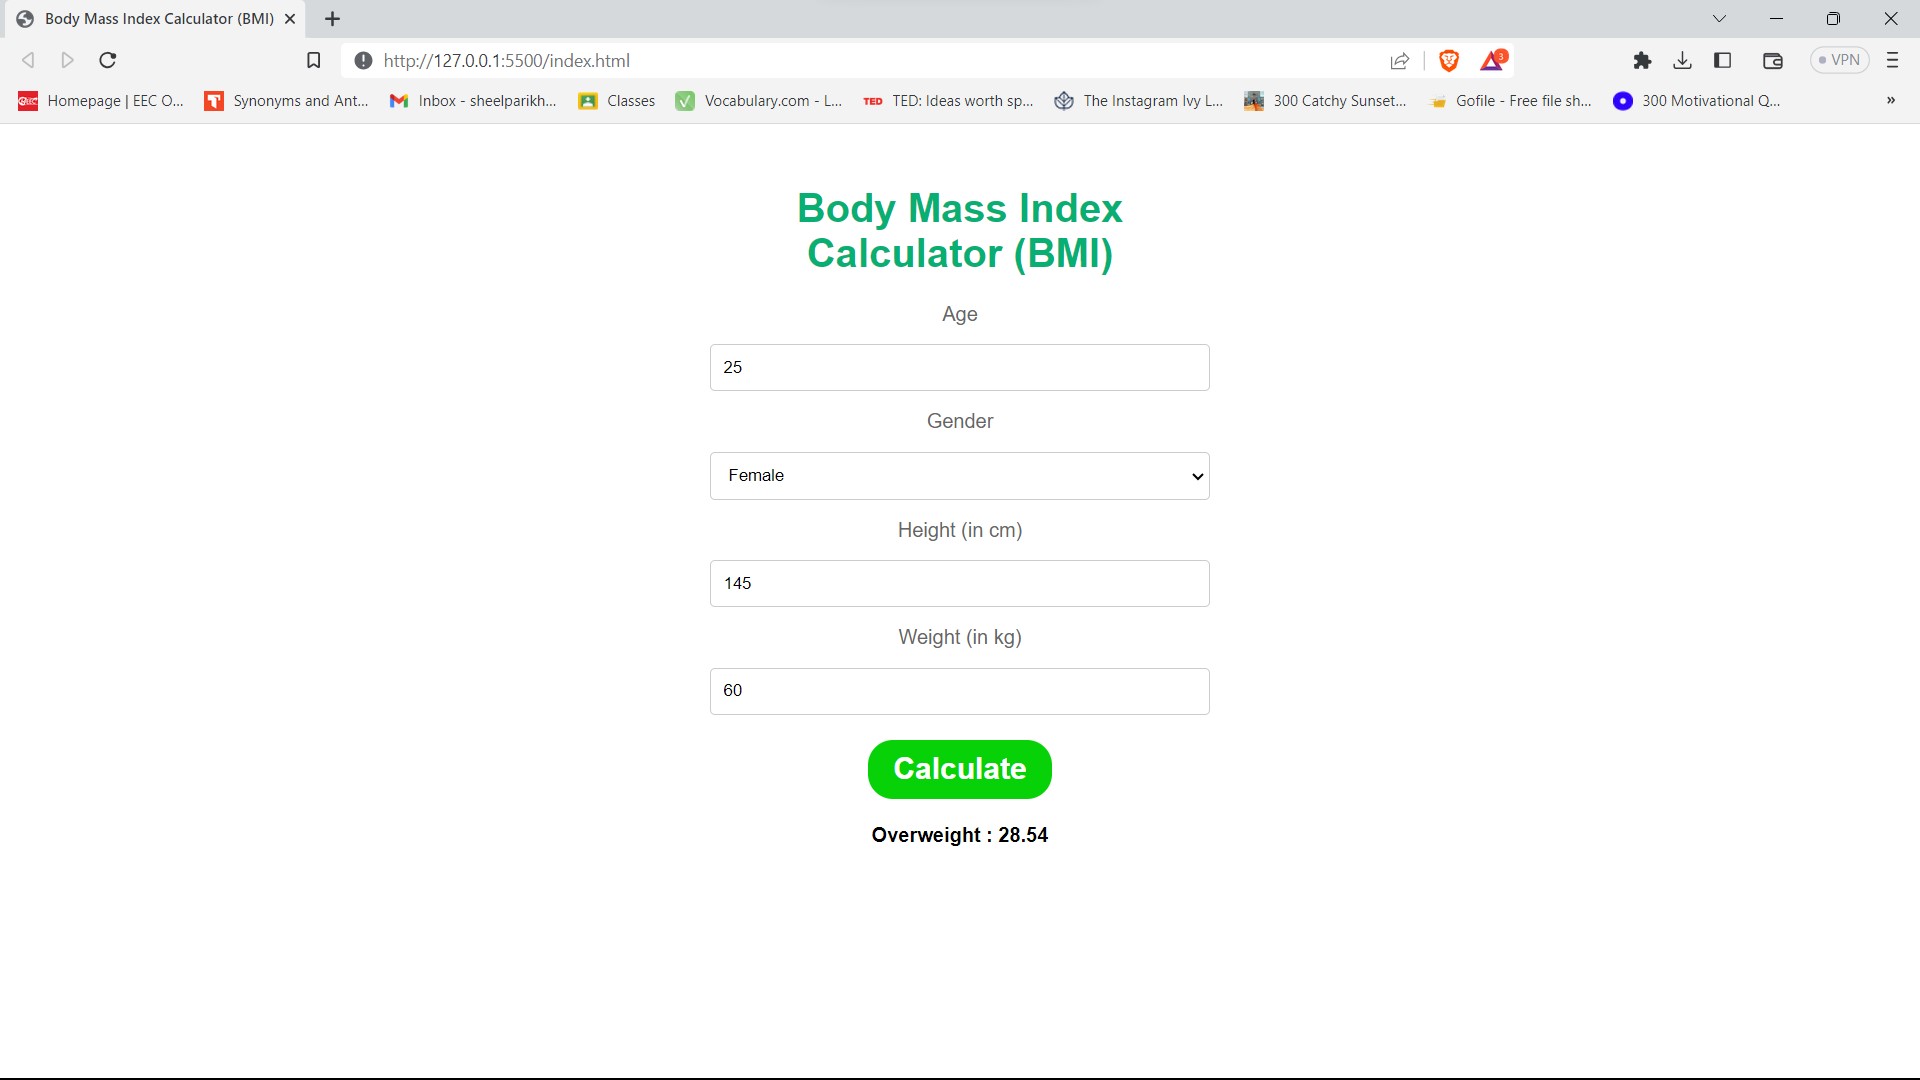 Body Mass Index Calculator (BMI)
http://127.0.0.1:5500/index.html
3
VPN
Homepage | EEC O...
Synonyms and Ant...
Inbox - sheelparikh...
Classes
Vocabulary.com - L...
TED
TED: Ideas worth sp...
The Instagram Ivy L...
300 Catchy Sunset...
Gofile - Free file sh...
300 Motivational Q...
»
Body Mass Index
Calculator (BMI)
Age
25
Gender
Female
Height (in cm)
145
Weight (in kg)
60
Calculate
Overweight : 28.54